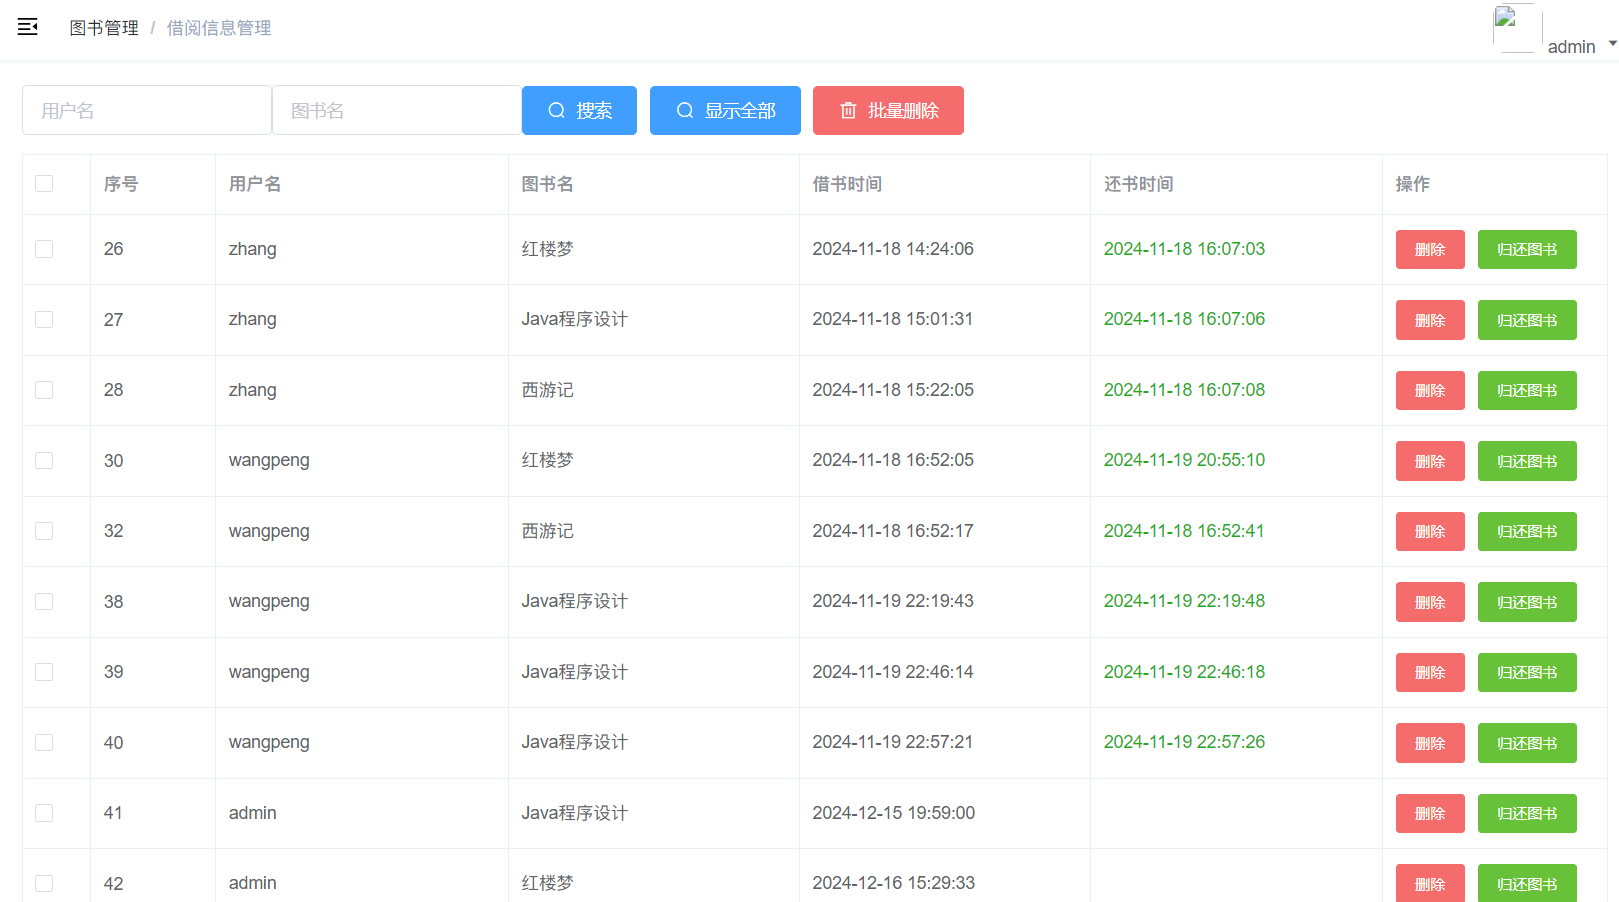 图书管理 / 借阅信息管理
admin
用户名 图书名 搜索 显示全部 批量删除
序号 用户名 图书名 借书时间 还书时间 操作
26 zhang 红楼梦 2024-11-18 14:24:06 2024-11-18 16:07:03 删除 归还图书
27 zhang Java程序设计 2024-11-18 15:01:31 2024-11-18 16:07:06 删除 归还图书
28 zhang 西游记 2024-11-18 15:22:05 2024-11-18 16:07:08 删除 归还图书
30 wangpeng 红楼梦 2024-11-18 16:52:05 2024-11-19 20:55:10 删除 归还图书
32 wangpeng 西游记 2024-11-18 16:52:17 2024-11-18 16:52:41 删除 归还图书
38 wangpeng Java程序设计 2024-11-19 22:19:43 2024-11-19 22:19:48 删除 归还图书
39 wangpeng Java程序设计 2024-11-19 22:46:14 2024-11-19 22:46:18 删除 归还图书
40 wangpeng Java程序设计 2024-11-19 22:57:21 2024-11-19 22:57:26 删除 归还图书
41 admin Java程序设计 2024-12-15 19:59:00 删除 归还图书
42 admin 红楼梦 2024-12-16 15:29:33 删除 归还图书